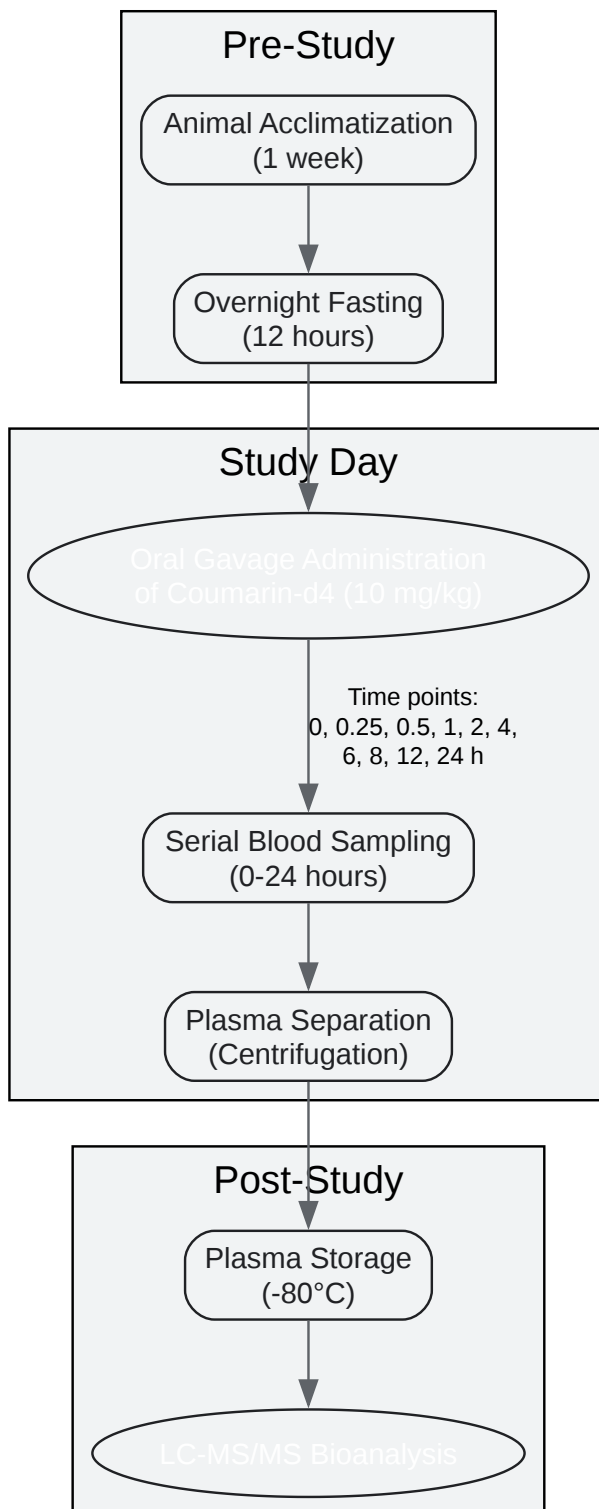 Pre-Study
Animal Acclimatization
(1 week)
Overnight Fasting
(12 hours)
Study Day
Oral Gavage Administration
of Coumarin-d4 (10 mg/kg)
Time points:
0, 0.25, 0.5, 1, 2, 4,
6, 8, 12, 24 h
Serial Blood Sampling
(0-24 hours)
Plasma Separation
(Centrifugation)
Post-Study
Plasma Storage
(-80°C)
LC-MS/MS Bioanalysis